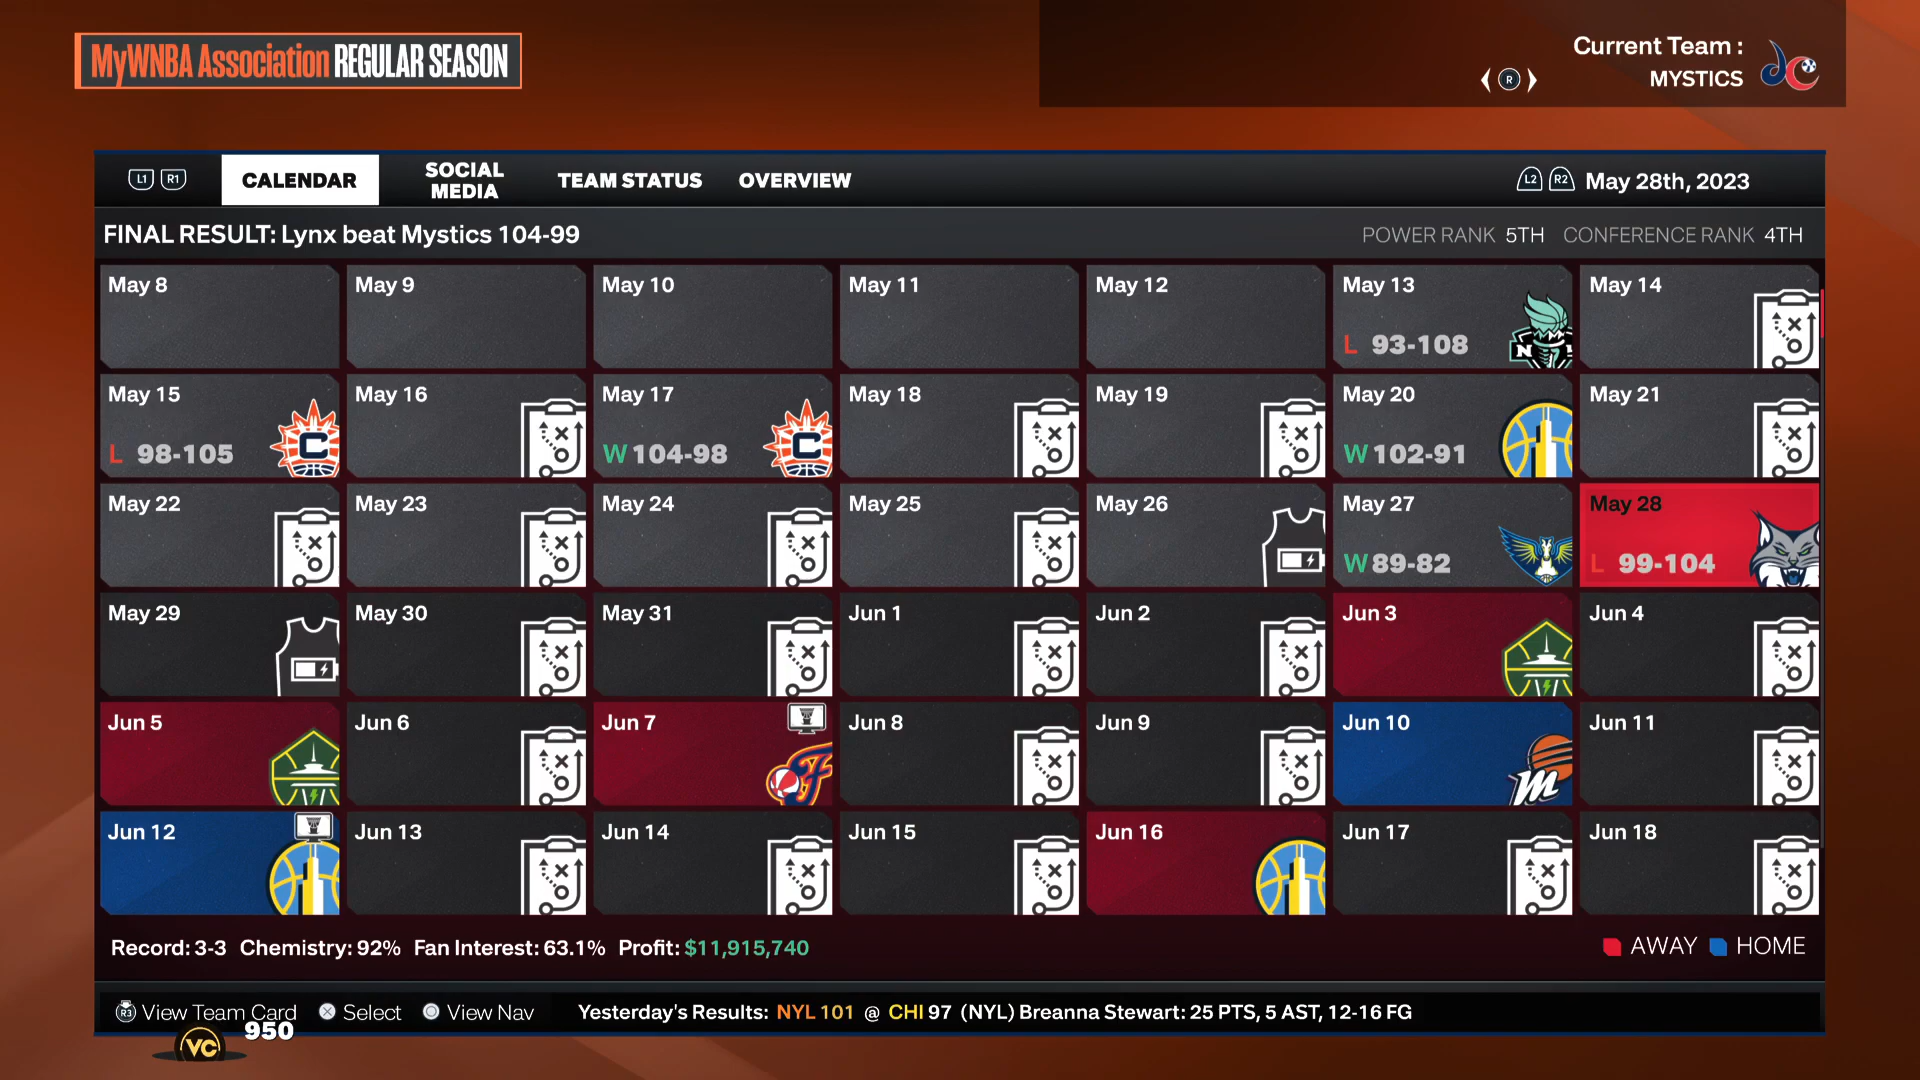 MyWNBA Association REGULAR SEASON
Current Team :
R
MYSTICS
L1 R1 CALENDAR SOCIAL MEDIA TEAM STATUS OVERVIEW L2 R2 May 28th, 2023
FINAL RESULT: Lynx beat Mystics 104-99 POWER RANK 5TH CONFERENCE RANK 4TH
May 8 May 9 May 10 May 11 May 12 May 13 May 14
L 93-108
May 15 May 16 May 17 May 18 May 19 May 20 May 21
L 98-105 W 104-98 W 102-91
May 22 May 23 May 24 May 25 May 26 May 27 May 28
W 89-82 L 99-104
May 29 May 30 May 31 Jun 1 Jun 2 Jun 3 Jun 4
Jun 5 Jun 6 Jun 7 Jun 8 Jun 9 Jun 10 Jun 11
Jun 12 Jun 13 Jun 14 Jun 15 Jun 16 Jun 17 Jun 18
Record: 3-3 Chemistry: 92% Fan Interest: 63.1% Profit: $11,915,740 AWAY HOME
R3 View Team Card Select View Nav Yesterday's Results: NYL 101 @ CHI 97 (NYL) Breanna Stewart: 25 PTS, 5 AST, 12-16 FG
VC 950